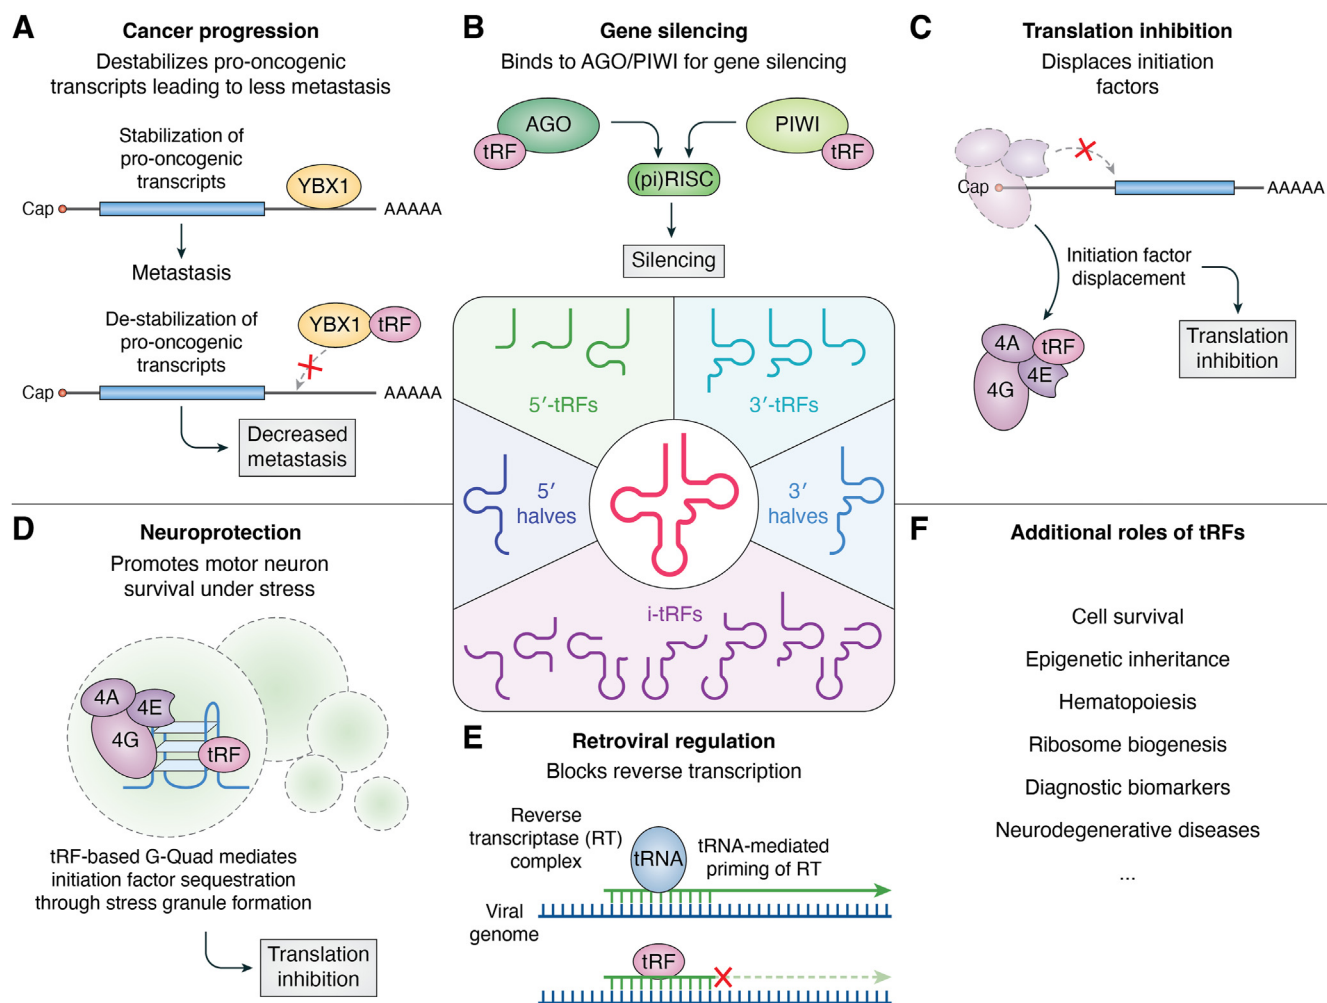 A
Cancer progression
Destabilizes pro-oncogenic
transcripts leading to less metastasis
Stabilization of
pro-oncogenic
transcripts
YBX1
Cap
AAAAA
Metastasis
De-stabilization of
pro-oncogenic
transcripts
YBX1
tRF
Cap
AAAAA
Decreased
metastasis
B
Gene silencing
Binds to AGO/PIWI for gene silencing
AGO
tRF
PIWI
tRF
(pi)RISC
Silencing
C
Translation inhibition
Displaces initiation
factors
Cap
AAAAA
Initiation factor
displacement
4A
tRF
4E
4G
Translation
inhibition
5′-tRFs
3′-tRFs
5′
halves
3′
halves
i-tRFs
D
Neuroprotection
Promotes motor neuron
survival under stress
4A
4E
4G
tRF
tRF-based G-Quad mediates
initiation factor sequestration
through stress granule formation
Translation
inhibition
E
Retroviral regulation
Blocks reverse transcription
Reverse
transcriptase (RT)
complex
tRNA
tRNA-mediated
priming of RT
Viral
genome
tRF
F
Additional roles of tRFs
Cell survival
Epigenetic inheritance
Hematopoiesis
Ribosome biogenesis
Diagnostic biomarkers
Neurodegenerative diseases
...